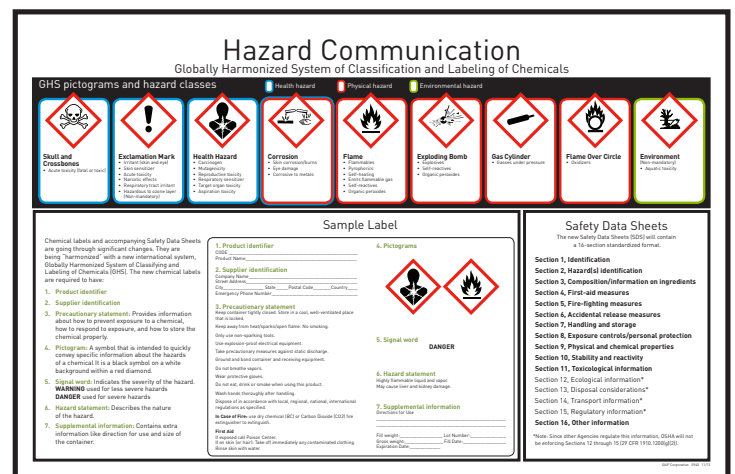 Hazard Communication
Globally Harmonized System of Classification and Labeling of Chemicals
GHS pictograms and hazard classes
Health hazard
Physical hazard
Environmental hazard
Skull and
Crossbones
• Acute toxicity (fatal or toxic)
Exclamation Mark
• Irritant (skin and eye)
• Skin sensitizer
• Acute toxicity
• Narcotic effects
• Respiratory tract irritant
• Hazardous to ozone layer
(Non-mandatory)
Health Hazard
• Carcinogen
• Mutagenicity
• Reproductive toxicity
• Respiratory sensitizer
• Target organ toxicity
• Aspiration toxicity
Corrosion
• Skin corrosion/burns
• Eye damage
• Corrosive to metals
Flame
• Flammables
• Pyrophorics
• Self-heating
• Emits flammable gas
• Self-reactives
• Organic peroxides
Exploding Bomb
• Explosives
• Self-reactives
• Organic peroxides
Gas Cylinder
• Gasses under pressure
Flame Over Circle
• Oxidizers
Environment
(Non-mandatory)
• Aquatic toxicity
Chemical labels and accompanying Safety Data Sheets
are going through significant changes. They are
being "harmonized" with a new international system,
Globally Harmonized System of Classifying and
Labeling of Chemicals (GHS). The new chemical labels
are required to have:
1. Product identifier
2. Supplier identification
3. Precautionary statement: Provides information
about how to prevent exposure to a chemical,
how to respond to exposure, and how to store the
chemical properly.
4. Pictogram: A symbol that is intended to quickly
convey specific information about the hazards
of a chemical It is a black symbol on a white
background within a red diamond.
5. Signal word: Indicates the severity of the hazard.
WARNING used for less severe hazards
DANGER used for severe hazards
6. Hazard statement: Describes the nature
of the hazard.
7. Supplemental information: Contains extra
information like direction for use and size of
the container.
Sample Label
1. Product identifier
CODE
Product Name
2. Supplier identification
Company Name
Street Address
City State Postal Code Country
Emergency Phone Number
3. Precautionary statement
Keep container tightly closed. Store in a cool, well-ventilated place
that is locked.
Keep away from heat/sparks/open flame. No smoking.
Only use non-sparking tools.
Use explosion-proof electrical equipment.
Take precautionary measures against static discharge.
Ground and bond container and receiving equipment.
Do not breathe vapors.
Wear protective gloves.
Do not eat, drink or smoke when using this product.
Wash hands thoroughly after handling.
Dispose of in accordance with local, regional, national, international
regulations as specified.
In Case of Fire: use dry chemical (BC) or Carbon Dioxide (CO2) fire
extinguisher to extinguish.
First Aid
If exposed call Poison Center.
If on skin (or hair): Take off immediately any contaminated clothing.
Rinse skin with water.
4. Pictograms
5. Signal word
DANGER
6. Hazard statement
Highly flammable liquid and vapor.
May cause liver and kidney damage.
7. Supplemental information
Directions for Use
Fill weight: Lot Number:
Gross weight: Fill Date:
Expiration Date:
Safety Data Sheets
The new Safety Data Sheets (SDS) will contain
a 16-section standardized format.
Section 1, Identification
Section 2, Hazard(s) identification
Section 3, Composition/information on ingredients
Section 4, First-aid measures
Section 5, Fire-fighting measures
Section 6, Accidental release measures
Section 7, Handling and storage
Section 8, Exposure controls/personal protection
Section 9, Physical and chemical properties
Section 10, Stability and reactivity
Section 11, Toxicological information
Section 12, Ecological information*
Section 13, Disposal considerations*
Section 14, Transport information*
Section 15, Regulatory information*
Section 16, Other information
*Note: Since other Agencies regulate this information, OSHA will not
be enforcing Sections 12 through 15 (29 CFR 1910.1200(g)(2)).